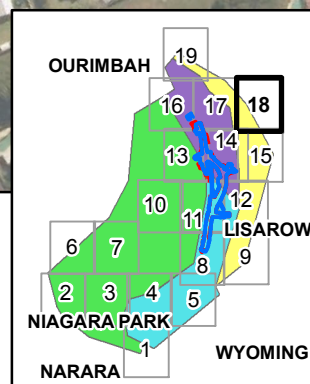 19
OURIMBAH
16 17 18
14
13 15
10 12
11
LISAROW
6 7
8 9
2 3 4
5
NIAGARA PARK
1
WYOMING
NARARA